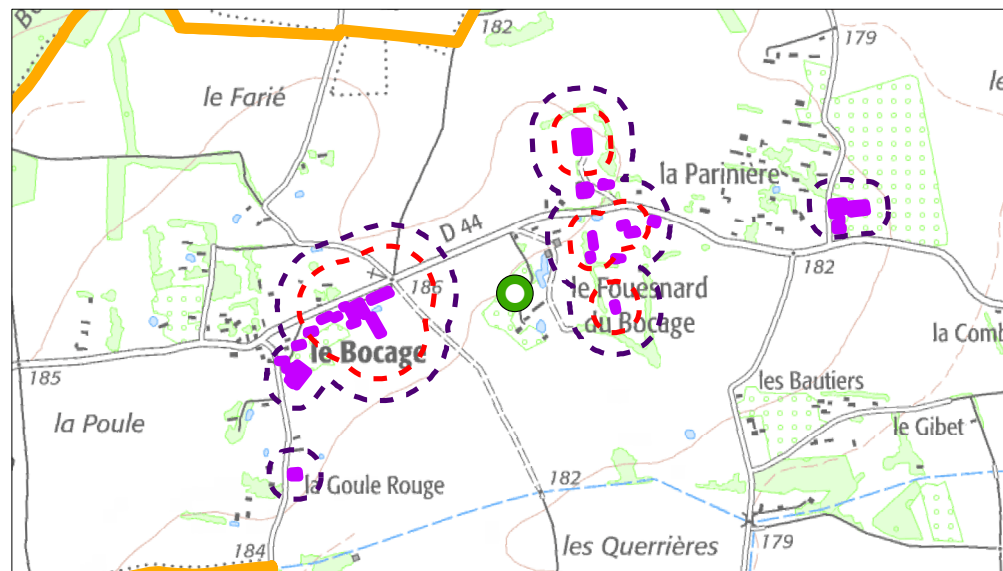 182
179
le Farié
la Parinière
D 44
186
182
le Fouesnard
du Bocage
le Bocage
la Comb
185
les Bautiers
la Poule
le Gibet
la Goule Rouge
182
les Querrières
179
184